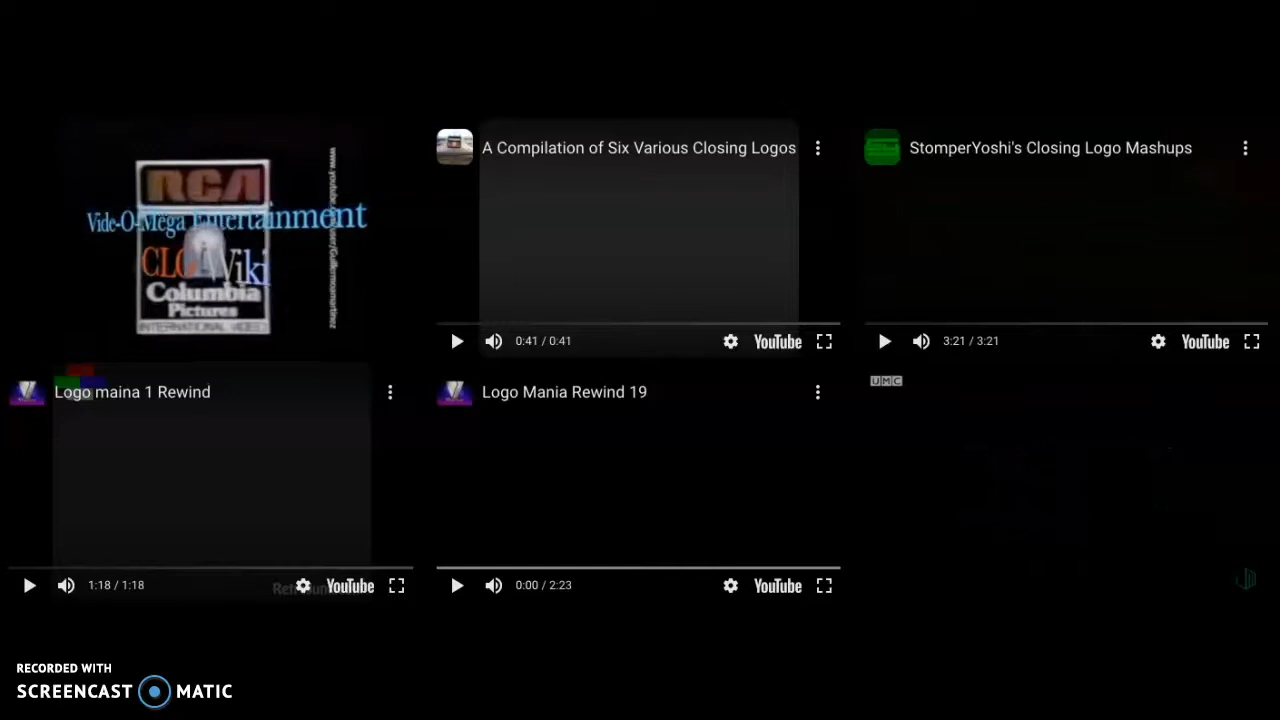 RCA
Vide-O-Mega Entertainment
CLG Wiki
Columbia
Pictures
INTERNATIONAL VIDEO
A Compilation of Six Various Closing Logos
0:41 / 0:41
YouTube
StomperYoshi's Closing Logo Mashups
3:21 / 3:21
YouTube
Logo maina 1 Rewind
1:18 / 1:18
YouTube
Logo Mania Rewind 19
0:00 / 2:23
YouTube
UMC
RECORDED WITH
SCREENCAST MATIC